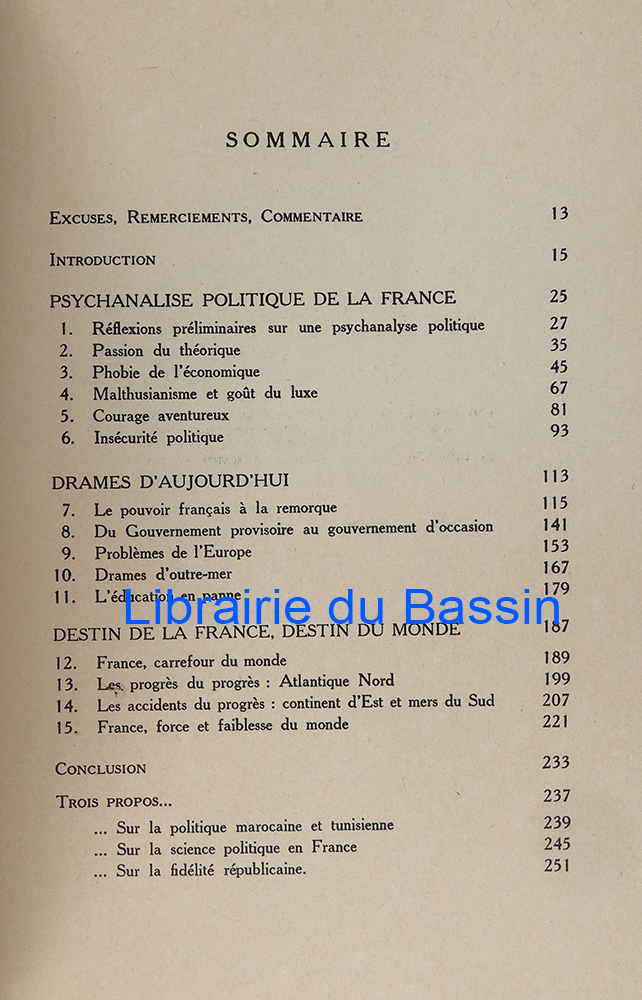 SOMMAIRE
EXCUSES, REMERCIEMENTS, COMMENTAIRE 13
INTRODUCTION 15
PSYCHANALISE POLITIQUE DE LA FRANCE 25
1. Réflexions préliminaires sur une psychanalyse politique 27
2. Passion du théorique 35
3. Phobie de l'économique 45
4. Malthusianisme et goût du luxe 67
5. Courage aventureux 81
6. Insécurité politique 93
DRAMES D'AUJOURD'HUI 113
7. Le pouvoir français à la remorque 115
8. Du Gouvernement provisoire au gouvernement d'occasion 141
9. Problèmes de l'Europe 153
10. Drames d'outre-mer 167
11. L'éducation en panne 179
Librairie du Bassin
DESTIN DE LA FRANCE, DESTIN DU MONDE 187
12. France, carrefour du monde 189
13. Les progrès du progrès : Atlantique Nord 199
14. Les accidents du progrès : continent d'Est et mers du Sud 207
15. France, force et faiblesse du monde 221
CONCLUSION 233
TROIS PROPOS... 237
... Sur la politique marocaine et tunisienne 239
... Sur la science politique en France 245
... Sur la fidélité républicaine. 251